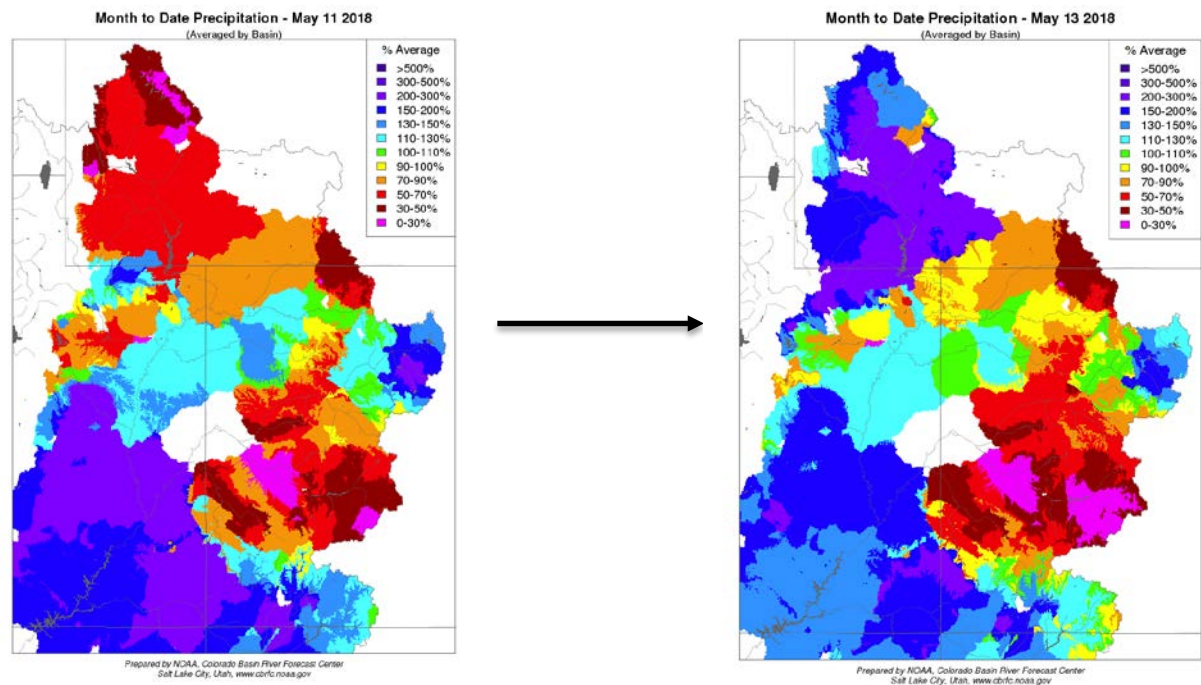 Month to Date Precipitation - May 11 2018
(Averaged by Basin)
% Average
>500%
300-500%
200-300%
150-200%
130-150%
110-130%
100-110%
90-100%
70-90%
50-70%
30-50%
0-30%
Prepared by NOAA, Colorado Basin River Forecast Center
Salt Lake City, Utah, www.cbrfc.noaa.gov
Month to Date Precipitation - May 13 2018
(Averaged by Basin)
% Average
>500%
300-500%
200-300%
150-200%
130-150%
110-130%
100-110%
90-100%
70-90%
50-70%
30-50%
0-30%
Prepared by NOAA, Colorado Basin River Forecast Center
Salt Lake City, Utah, www.cbrfc.noaa.gov